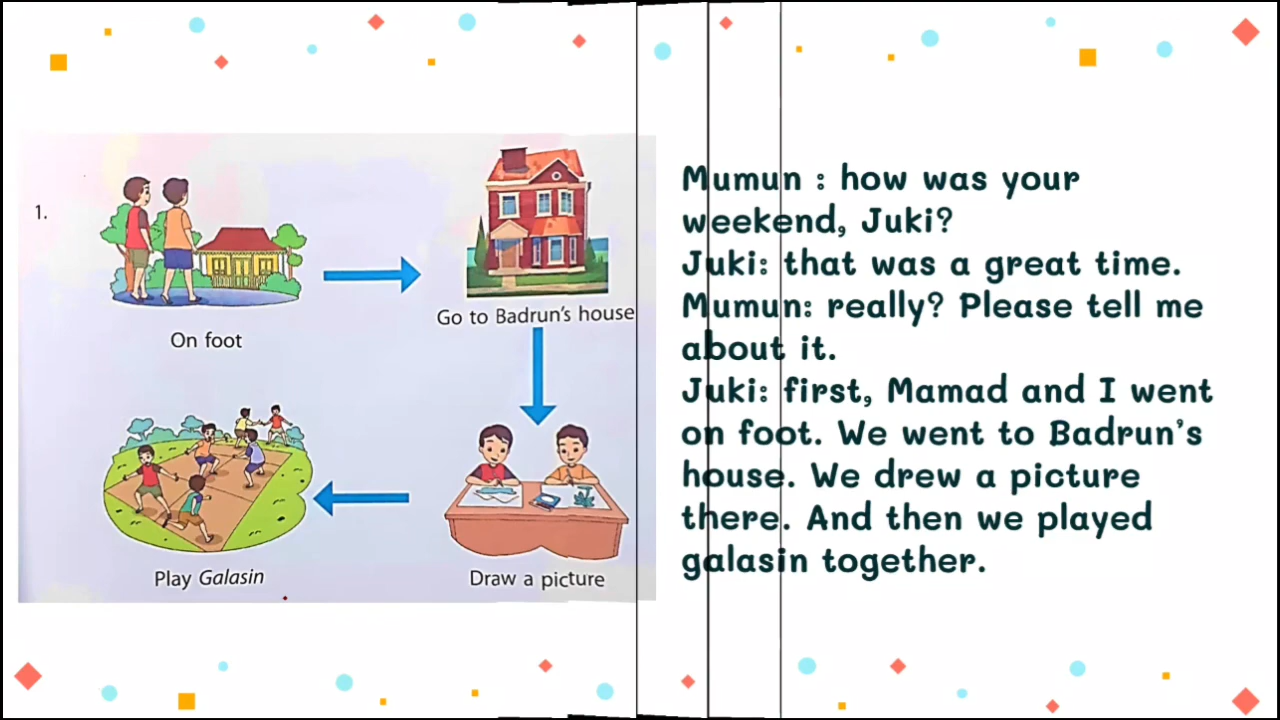 1.
On foot
Go to Badrun's house
Play Galasin
Draw a picture
Mumun : how was your
weekend, Juki?
Juki: that was a great time.
Mumun: really? Please tell me
about it.
Juki: first, Mamad and I went
on foot. We went to Badrun's
house. We drew a picture
there. And then we played
galasin together.